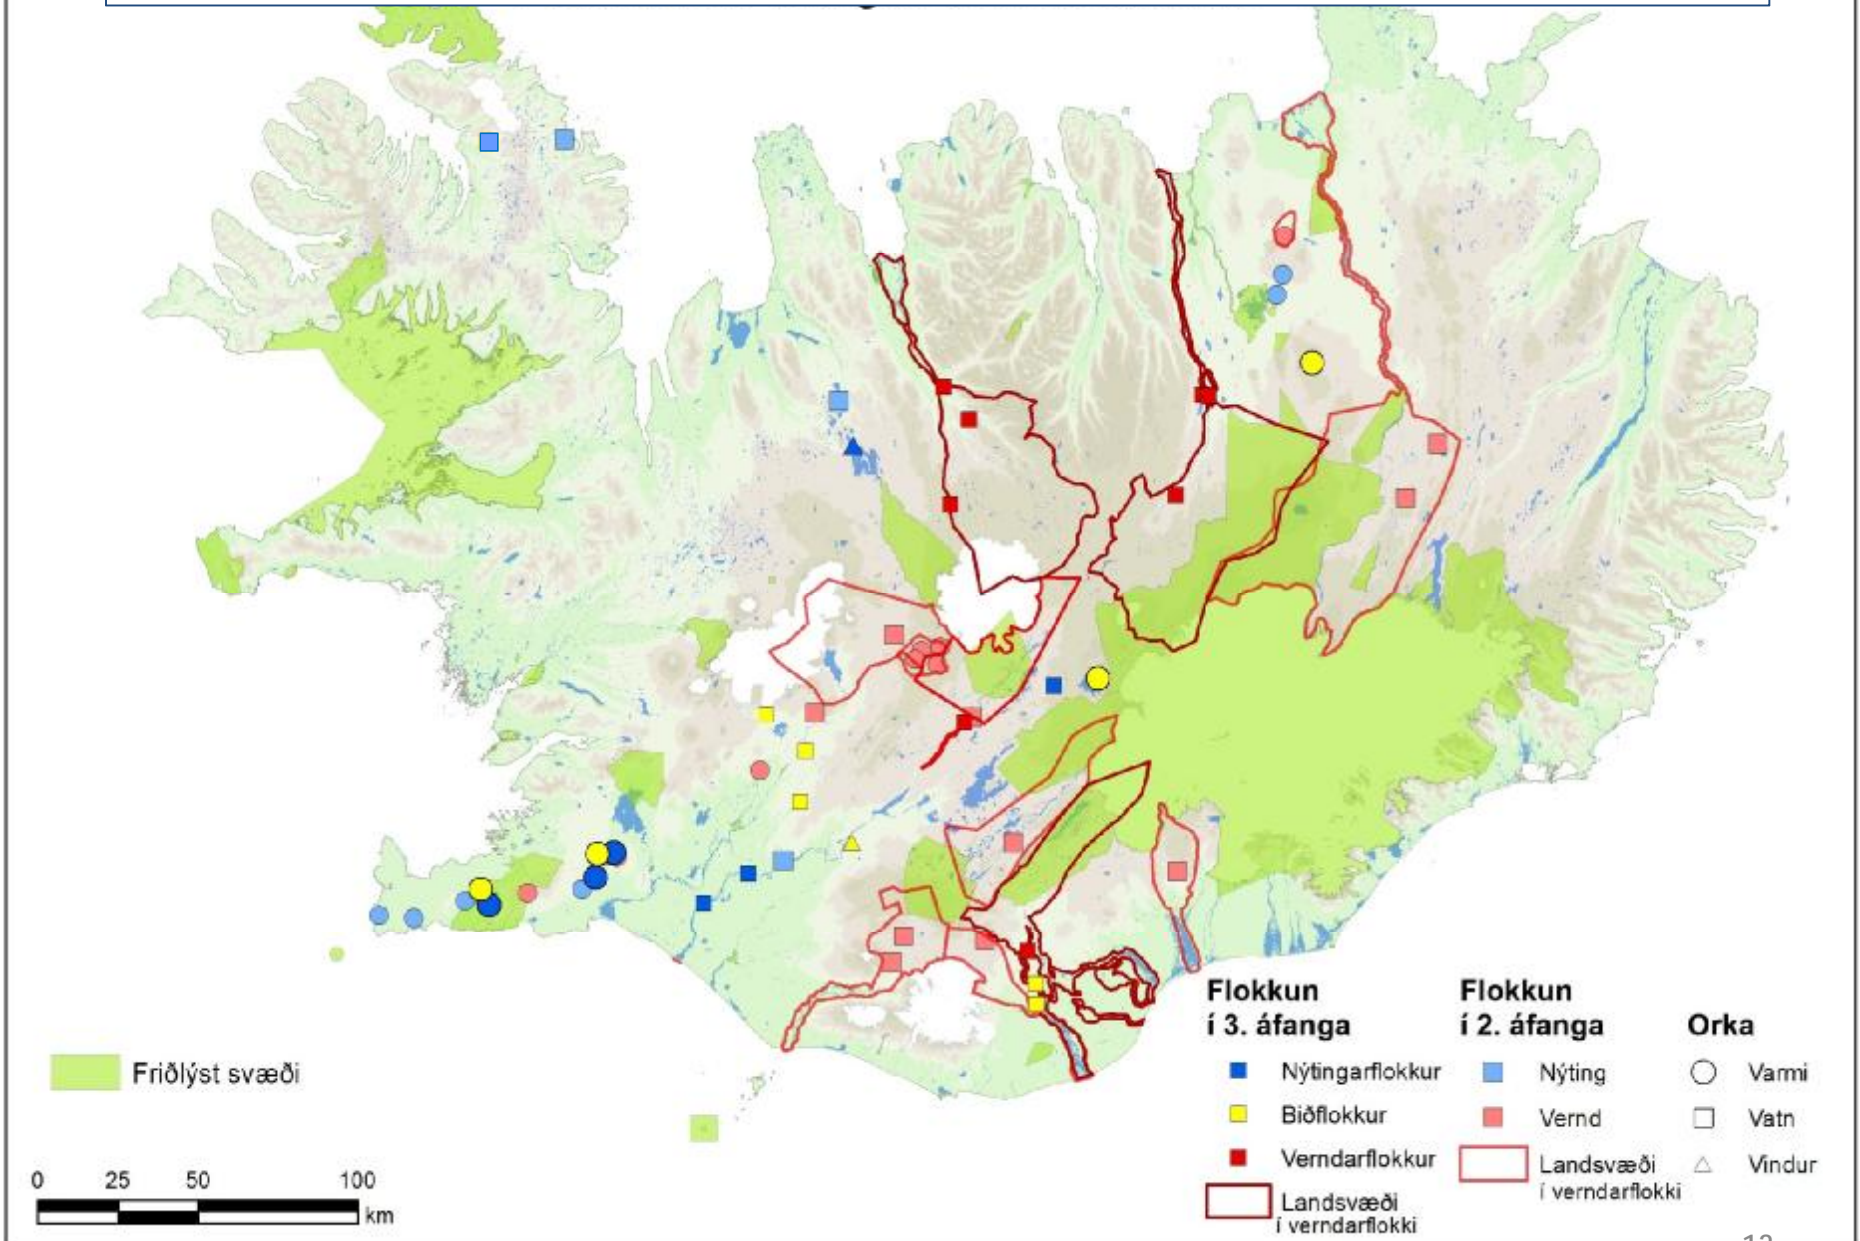 Friðlýst svæði
0 25 50 100
km
Flokkun
í 3. áfanga
Nýtingarflokkur
Biðflokkur
Verndarflokkur
Landsvæði
í verndarflokki
Flokkun
í 2. áfanga
Nýting
Vernd
Landsvæði
í verndarflokki
Orka
Varmi
Vatn
Vindur